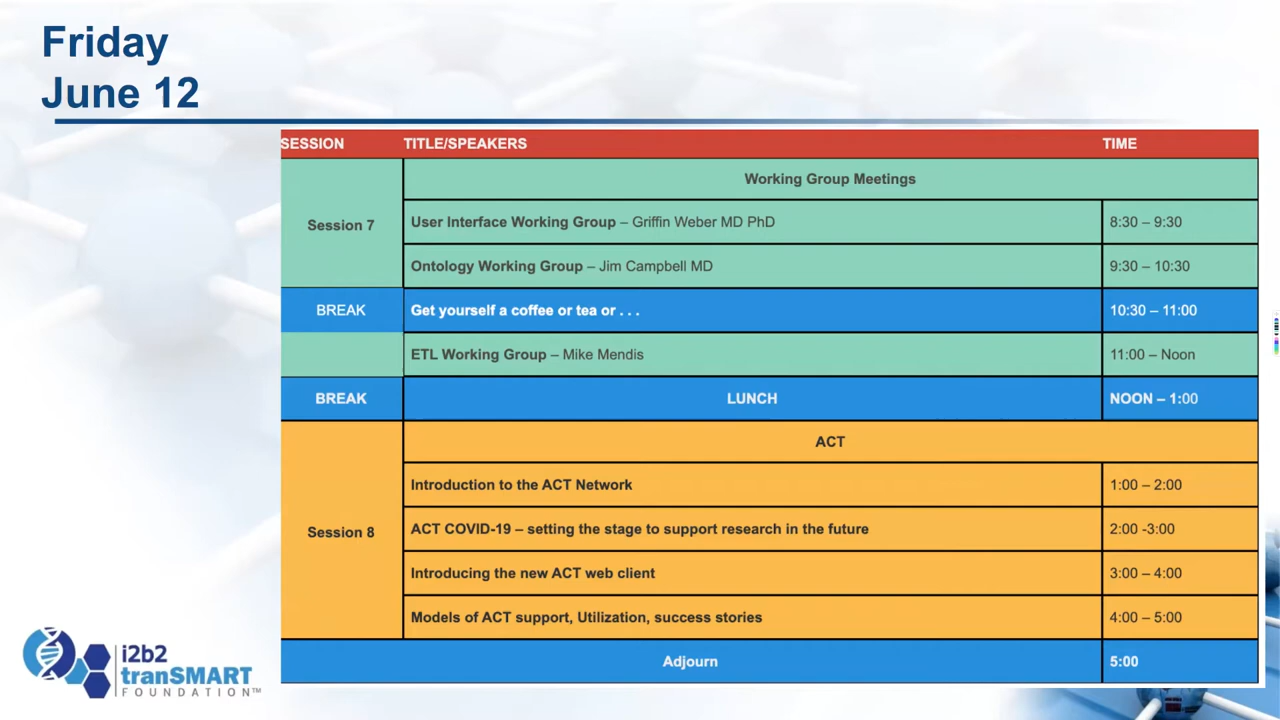 Friday
June 12
SESSION TITLE/SPEAKERS TIME
Working Group Meetings
Session 7
User Interface Working Group – Griffin Weber MD PhD 8:30 – 9:30
Ontology Working Group – Jim Campbell MD 9:30 – 10:30
BREAK Get yourself a coffee or tea or . . . 10:30 – 11:00
ETL Working Group – Mike Mendis 11:00 – Noon
BREAK LUNCH NOON – 1:00
ACT
Session 8
Introduction to the ACT Network 1:00 – 2:00
ACT COVID-19 – setting the stage to support research in the future 2:00 -3:00
Introducing the new ACT web client 3:00 – 4:00
Models of ACT support, Utilization, success stories 4:00 – 5:00
Adjourn 5:00
i2b2
tranSMART
FOUNDATION™